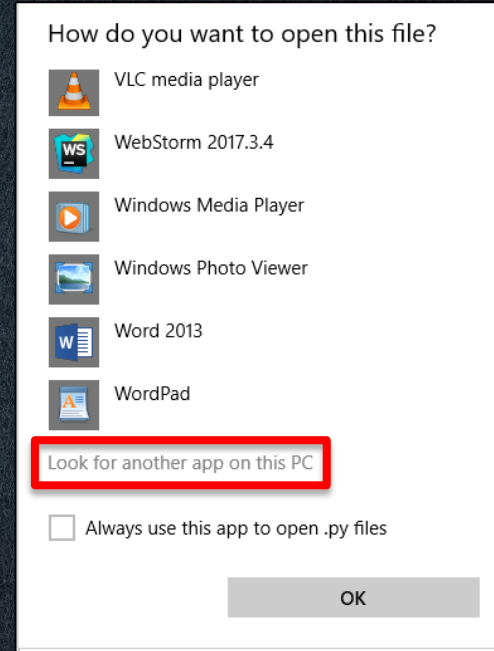 How do you want to open this file?
VLC media player
WS
WebStorm 2017.3.4
Windows Media Player
Windows Photo Viewer
W
Word 2013
A
WordPad
Look for another app on this PC
Always use this app to open .py files
OK